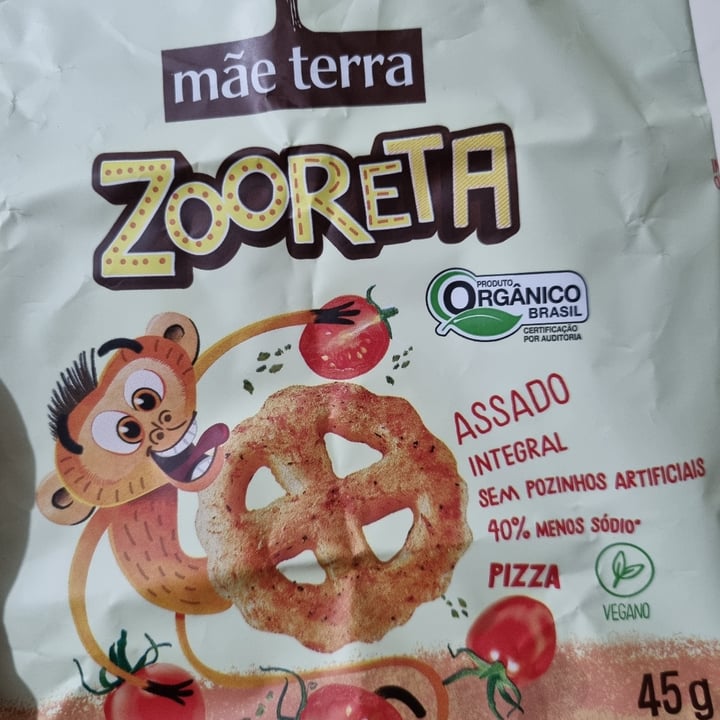 mãe terra
ZOORETA
PRODUTO
ORGÂNICO
BRASIL
CERTIFICAÇÃO
POR AUDITORIA
ASSADO
INTEGRAL
SEM POZINHOS ARTIFICIAIS
40% MENOS SÓDIO*
PIZZA
VEGANO
45 g